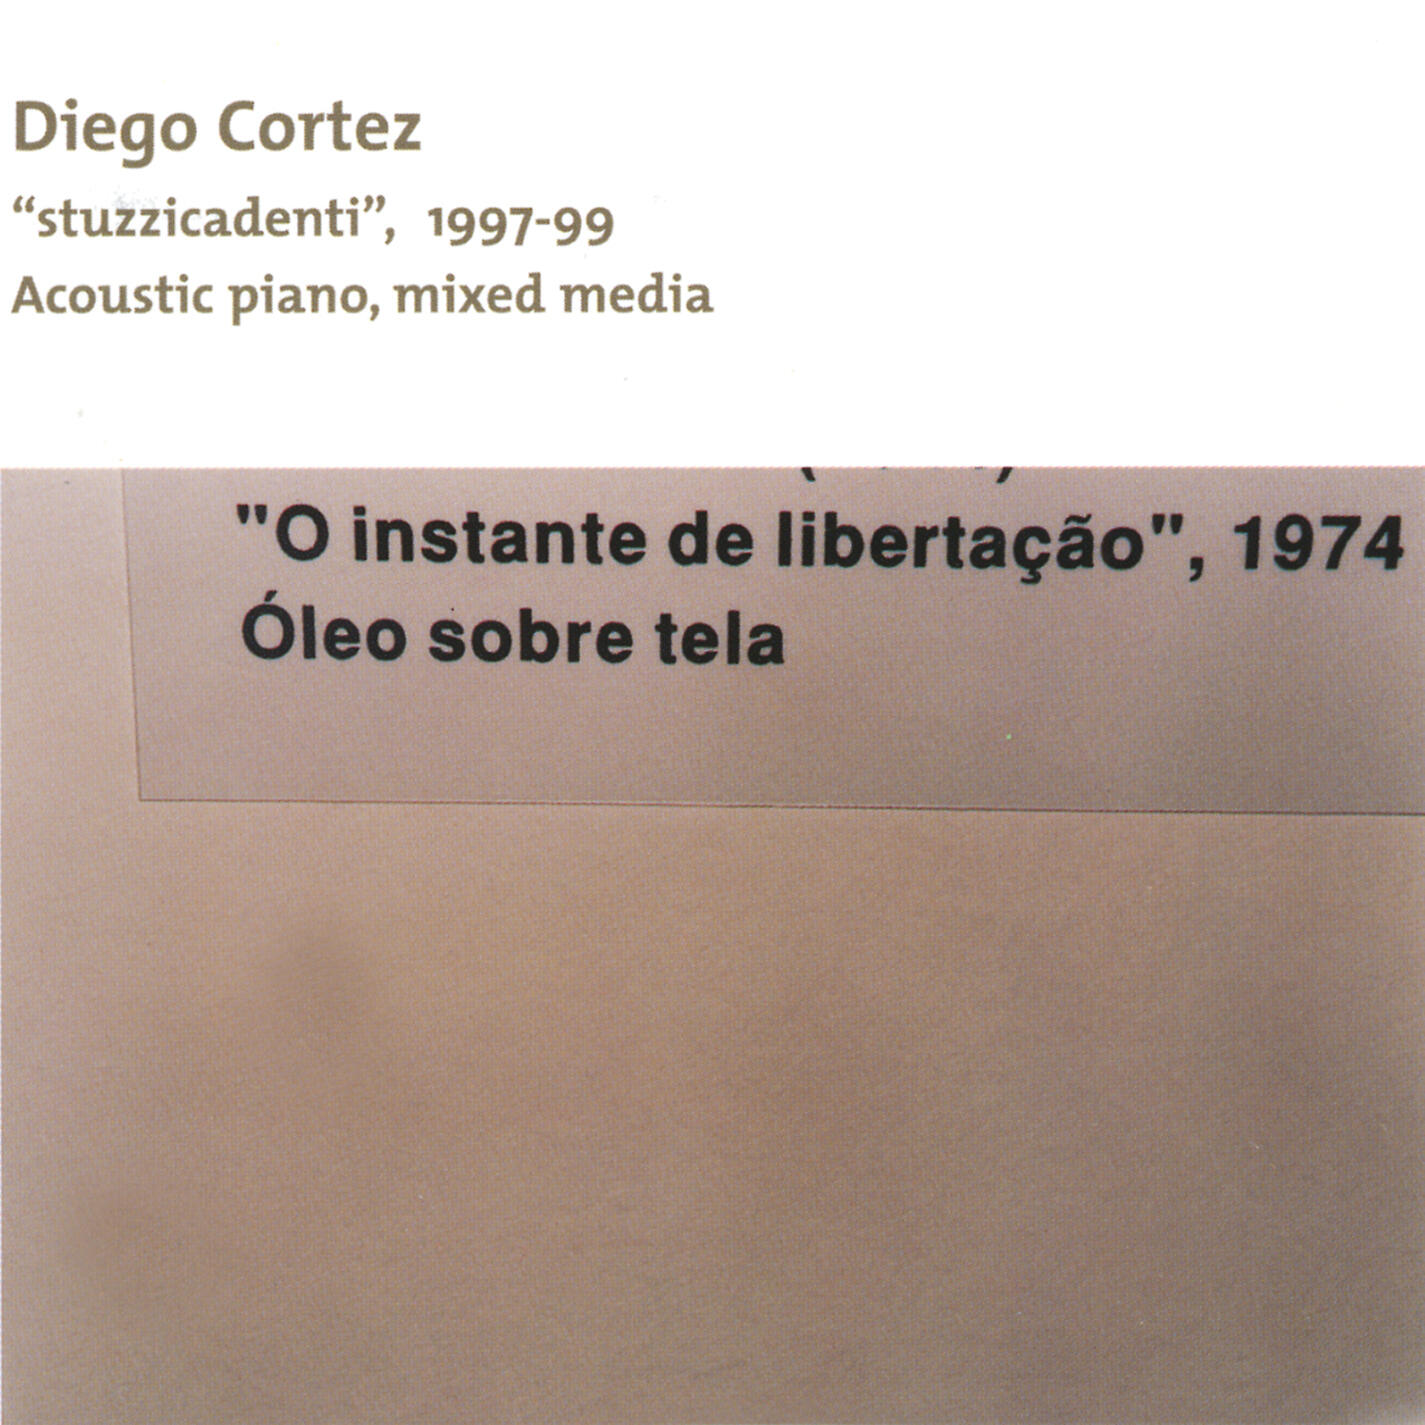 Diego Cortez
“stuzzicadenti”, 1997-99
Acoustic piano, mixed media
"O instante de libertação", 1974
Óleo sobre tela